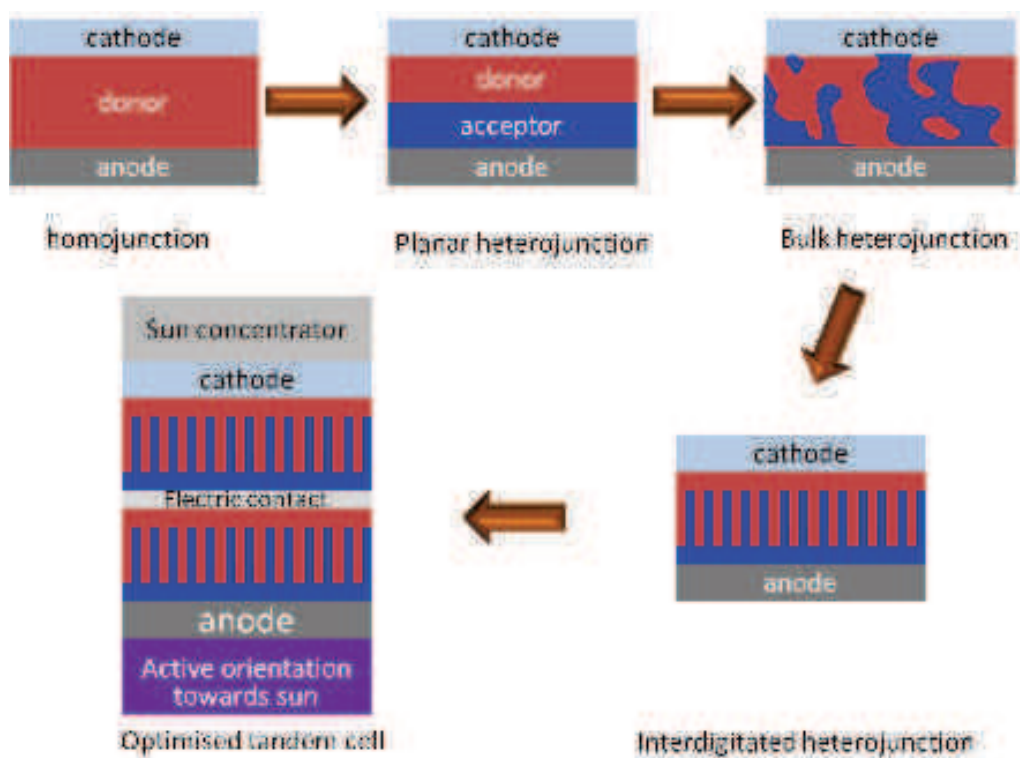 cathode
donor
anode
homojunction
cathode
donor
acceptor
anode
Planar heterojunction
cathode
anode
Bulk heterojunction
cathode
anode
Interdigitated heterojunction
Sun concentrator
cathode
Electric contact
anode
Active orientation
towards sun
Optimised tandem cell